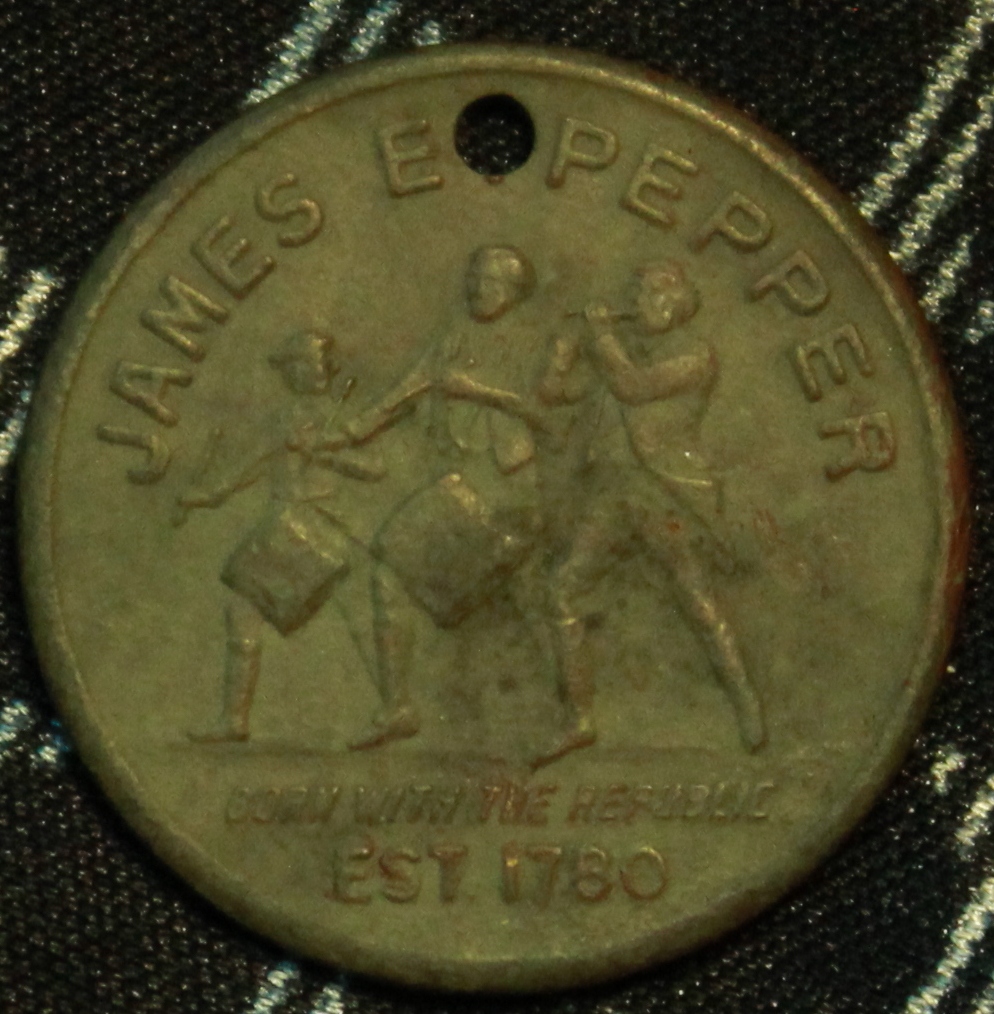 JAMES E. PEPPER
BORN WITH THE REPUBLIC
EST. 1780